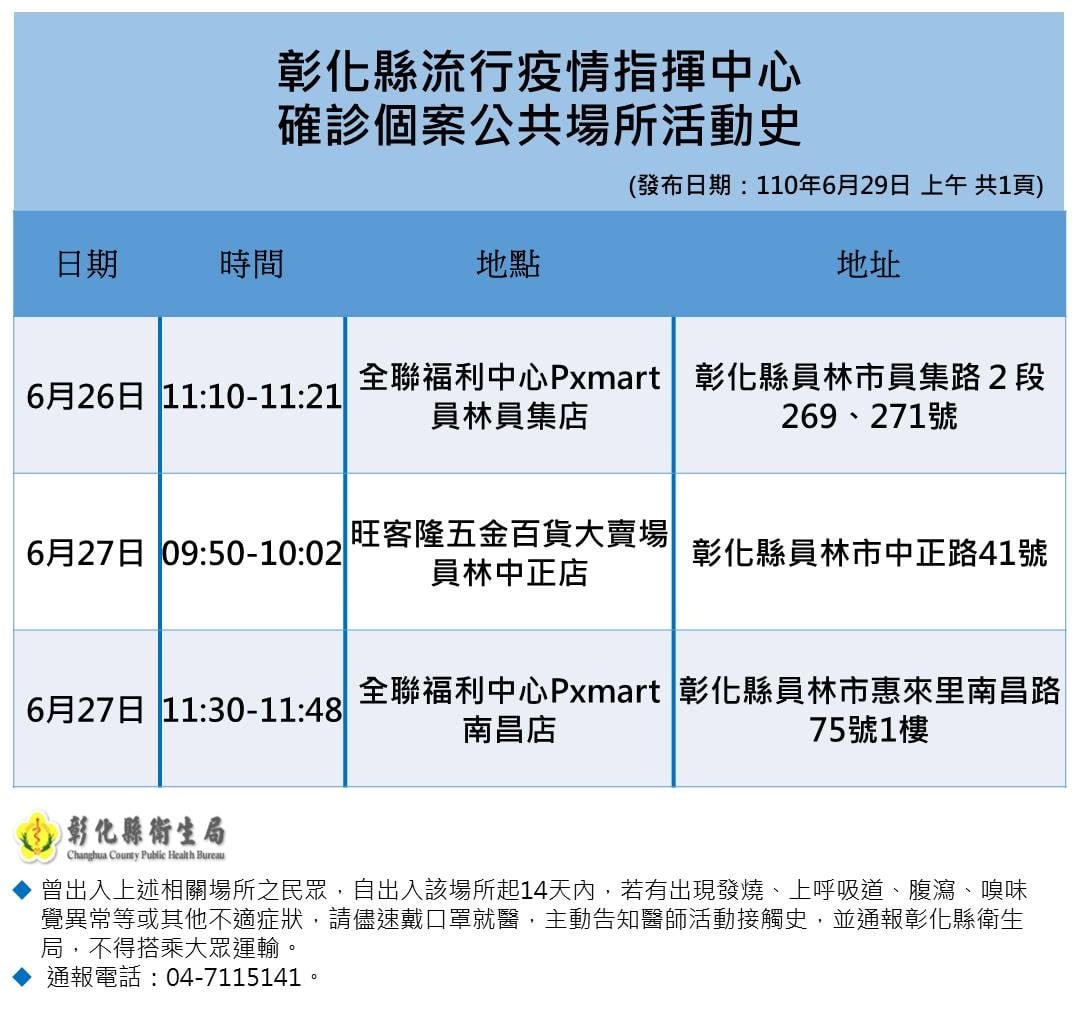 彰化縣流行疫情指揮中心
確診個案公共場所活動史
(發布日期：110年6月29日 上午 共1頁)
日期 時間 地點 地址
6月26日 11:10-11:21 全聯福利中心Pxmart 彰化縣員林市員集路２段
員林員集店 269、271號
6月27日 09:50-10:02 旺客隆五金百貨大賣場 彰化縣員林市中正路41號
員林中正店
6月27日 11:30-11:48 全聯福利中心Pxmart 彰化縣員林市惠來里南昌路
南昌店 75號1樓
彰化縣衛生局
Changhua County Public Health Bureau
◆ 曾出入上述相關場所之民眾，自出入該場所起14天內，若有出現發燒、上呼吸道、腹瀉、嗅味
覺異常等或其他不適症狀，請儘速戴口罩就醫，主動告知醫師活動接觸史，並通報彰化縣衛生
局，不得搭乘大眾運輸。
◆ 通報電話：04-7115141。